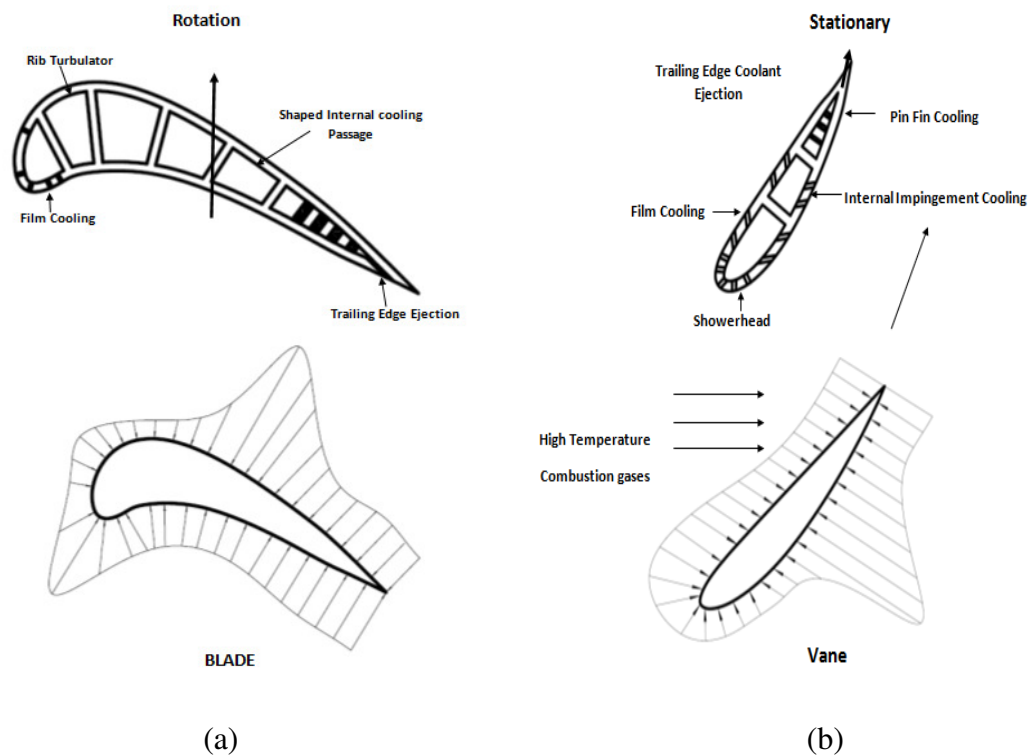 Rotation
Rib Turbulator
Shaped Internal cooling
Passage
Film Cooling
Trailing Edge Ejection
BLADE
(a)
Stationary
Trailing Edge Coolant
Ejection
Pin Fin Cooling
Film Cooling
Internal Impingement Cooling
Showerhead
High Temperature
Combustion gases
Vane
(b)